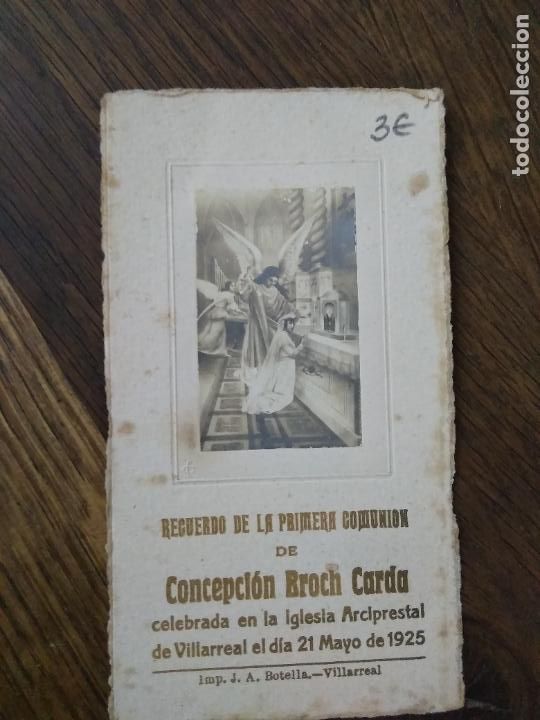 3€
RECUERDO DE LA PRIMERA COMUNION
DE
Concepción Broch Carda
celebrada en la iglesia Arciprestal
de Villarreal el día 21 Mayo de 1925
Imp. J. A. Botella.—Villarreal
todocoleccion